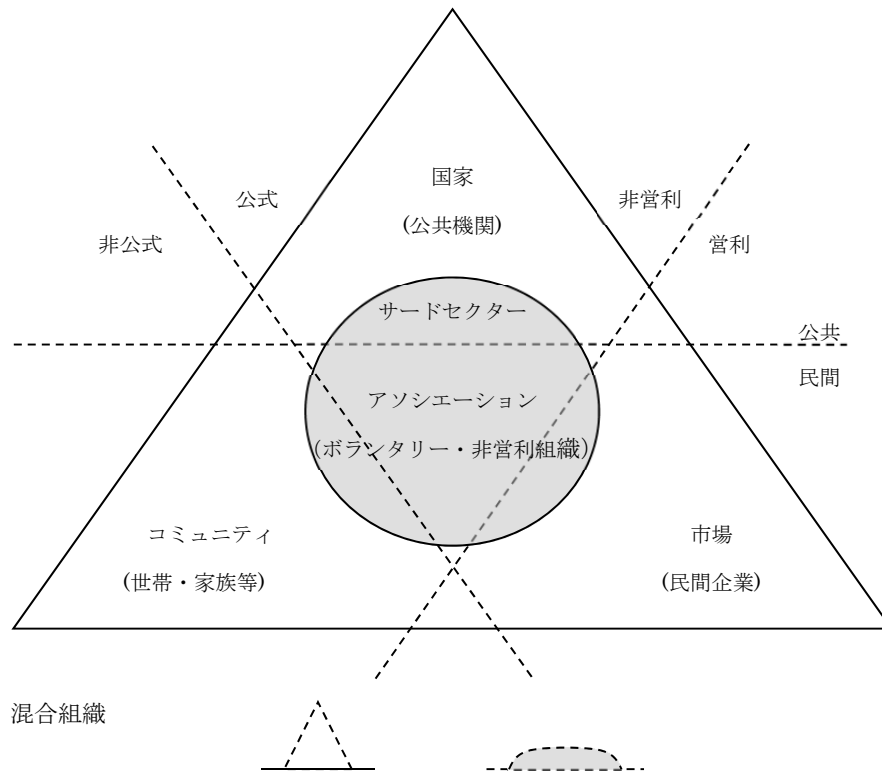 国家
公式
非営利
(公共機関)
非公式
営利
サードセクター
公共
民間
アソシエーション
(ボランタリー・非営利組織)
コミュニティ
市場
(世帯・家族等)
(民間企業)
混合組織